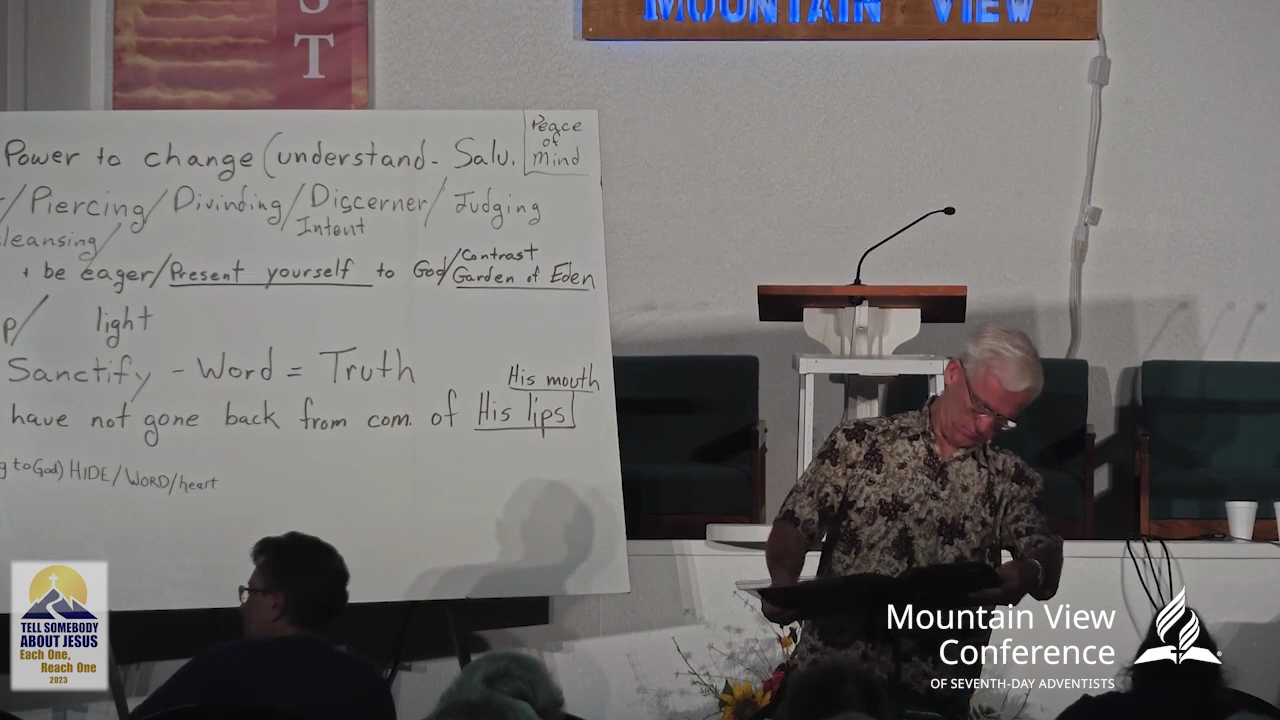 S
T
MOUNTAIN VIEW
Peace
of
Mind
Power to change (understand - Salv.
/Piercing/Divinding/Discerner/Judging
Intent
cleansing/
be eager/Present yourself to God/Contrast
Garden of Eden
p/ light
Sanctify - Word = Truth
His mouth
have not gone back from com. of His lips
g to God) HIDE/WORD/heart
TELL SOMEBODY
ABOUT JESUS
Each One,
Reach One
2023
Mountain View
Conference
OF SEVENTH-DAY ADVENTISTS